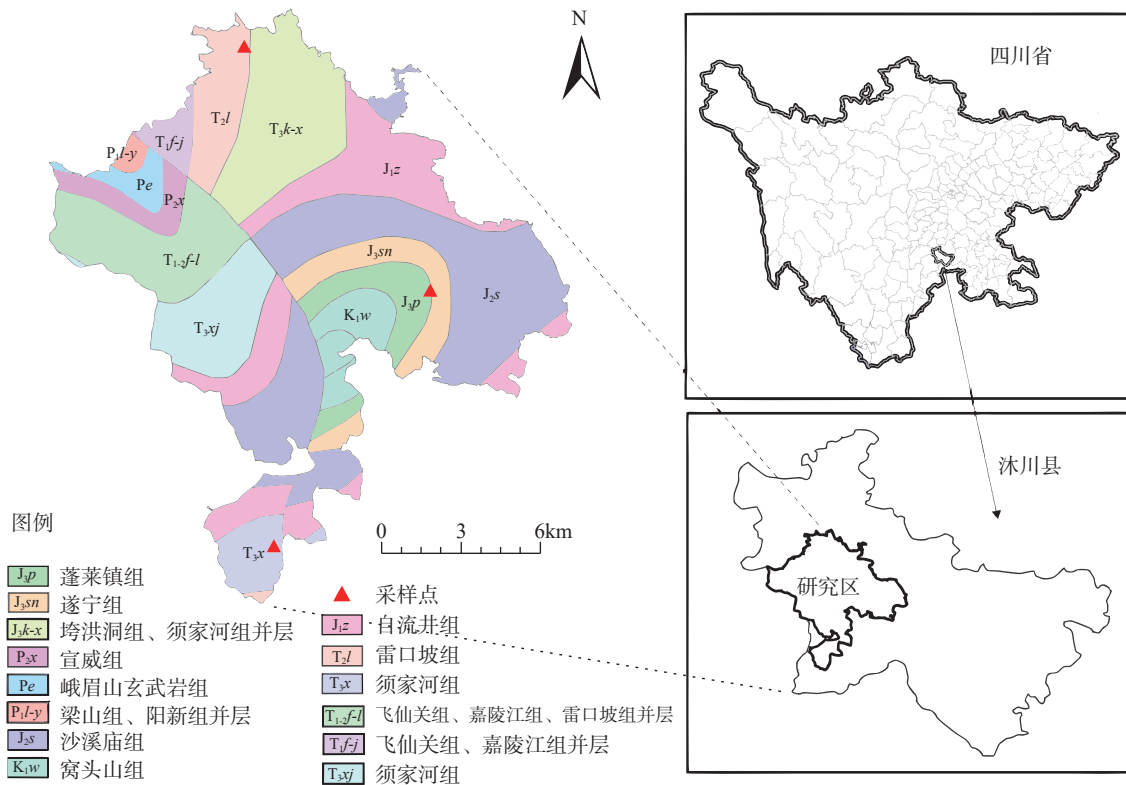 N
四川省
T₂l
T₃k-x
T₁f-j
P₁l-y
Pe
P₂x
J₁z
T₁₋₂f-l
J₃sn
J₂s
J₃p
K₁w
T₃xj
沐川县
研究区
T₃x
0 3 6km
图例
J₃p 蓬莱镇组
J₃sn 遂宁组
J₃k-x 垮洪洞组、须家河组并层
P₂x 宣威组
Pe 峨眉山玄武岩组
P₁l-y 梁山组、阳新组并层
J₂s 沙溪庙组
K₁w 窝头山组
采样点
J₁z 自流井组
T₂l 雷口坡组
T₃x 须家河组
T₁₋₂f-l 飞仙关组、嘉陵江组、雷口坡组并层
T₁f-j 飞仙关组、嘉陵江组并层
T₃xj 须家河组